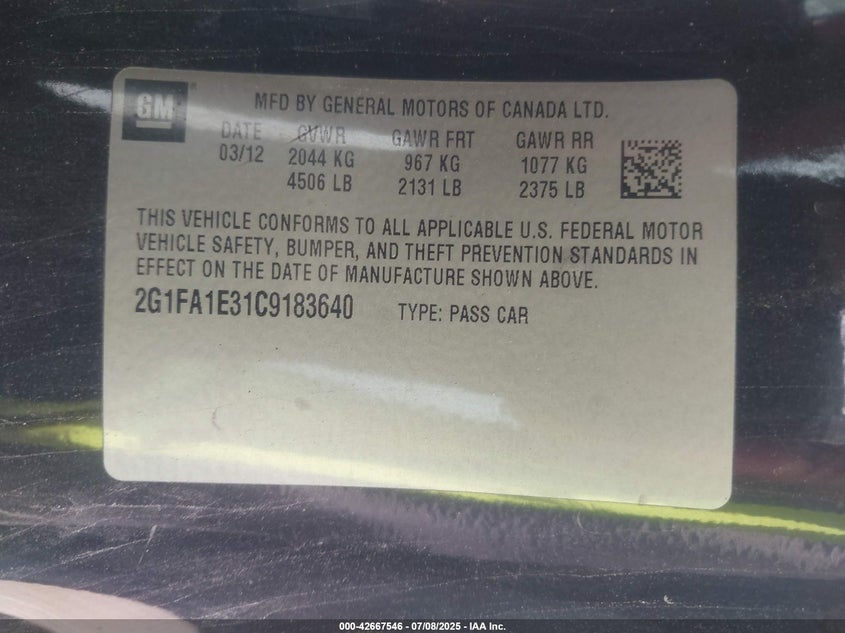 GM
MFD BY GENERAL MOTORS OF CANADA LTD.
DATE GVWR GAWR FRT GAWR RR
03/12 2044 KG 967 KG 1077 KG
4506 LB 2131 LB 2375 LB
THIS VEHICLE CONFORMS TO ALL APPLICABLE U.S. FEDERAL MOTOR
VEHICLE SAFETY, BUMPER, AND THEFT PREVENTION STANDARDS IN
EFFECT ON THE DATE OF MANUFACTURE SHOWN ABOVE.
2G1FA1E31C9183640 TYPE: PASS CAR
000-42667546 - 07/08/2025 - IAA Inc.